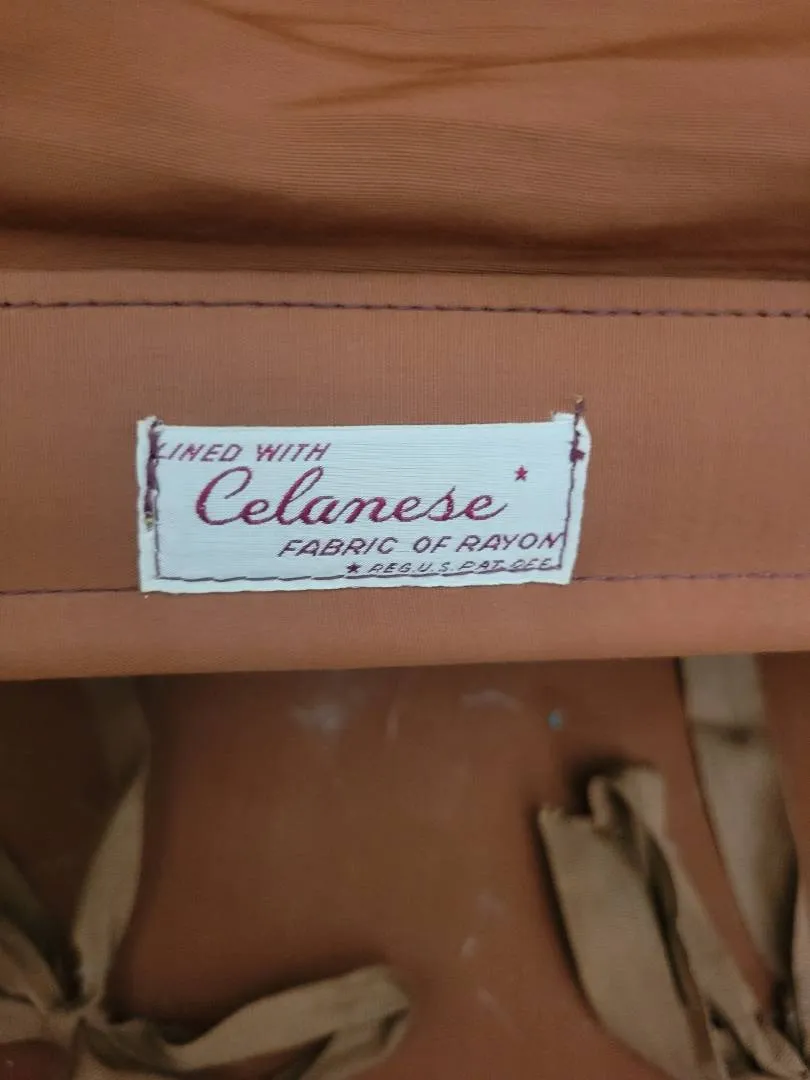 LINED WITH
Celanese *
FABRIC OF RAYON
* REG. U.S. PAT. OFF.